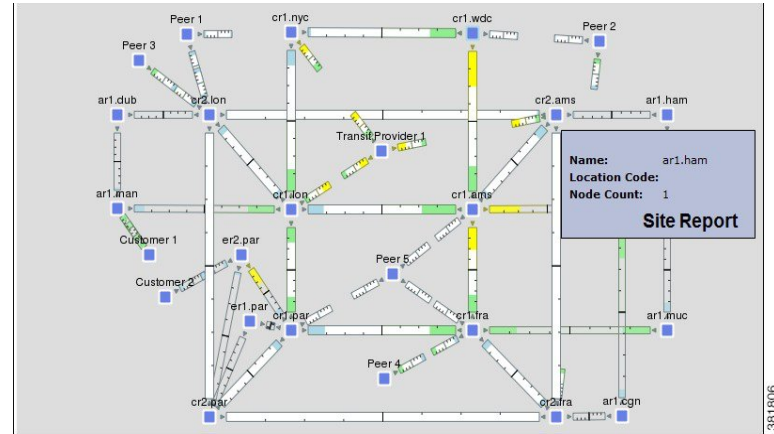 Peer 1
cr1.nyc
cr1.wdc
Peer 2
Peer 3
ar1.dub
cr2.lon
cr2.ams
ar1.ham
Transit Provider 1
Name: ar1.ham
Location Code:
Node Count: 1
Site Report
ar1.man
cr1.lon
cr1.ams
Customer 1
er2.par
Peer 5
Customer 2
er1.par
cr1.par
cr1.fra
ar1.muc
Peer 4
cr2.par
cr2.fra
ar1.cgn
381806